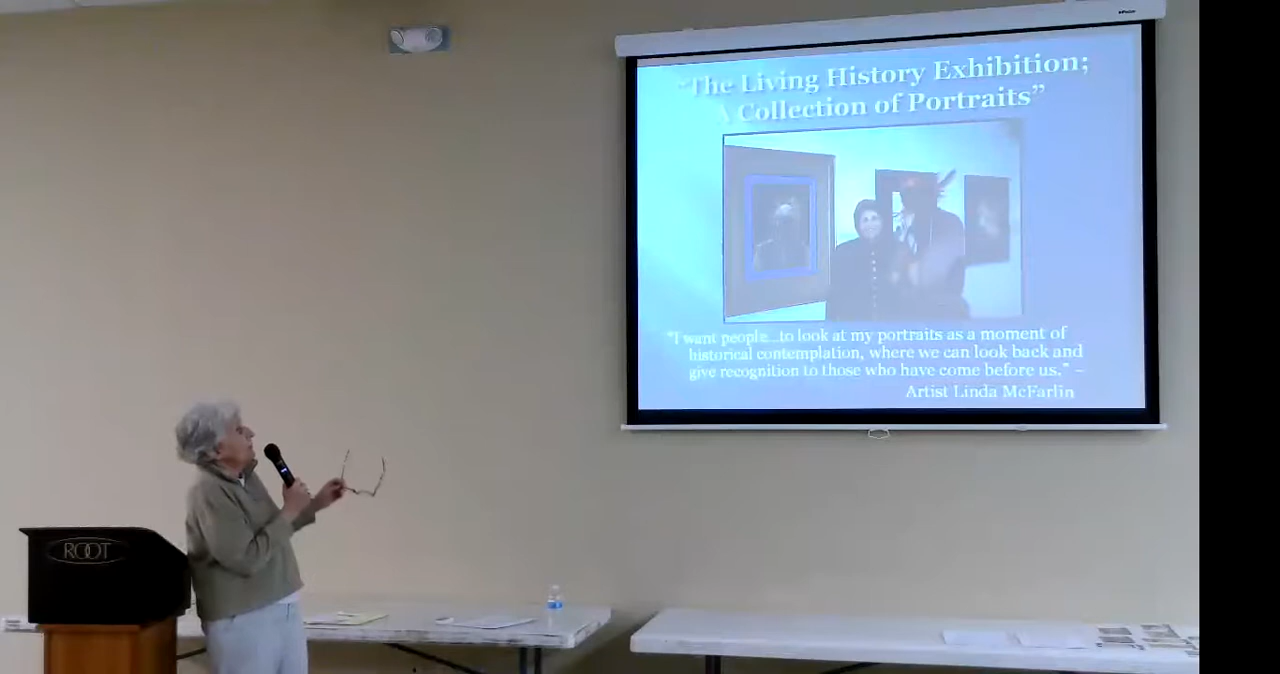 "The Living History Exhibition;
A Collection of Portraits"
"I want people...to look at my portraits as a moment of
historical contemplation, where we can look back and
give recognition to those who have come before us." –
Artist Linda McFarlin
ROOT